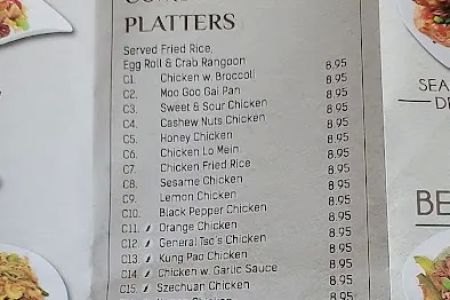 PLATTERS
Served Fried Rice,
Egg Roll & Crab Rangoon 8.95
C1. Chicken w. Broccoli 8.95
C2. Moo Goo Gai Pan 8.95
C3. Sweet & Sour Chicken 8.95
C4. Cashew Nuts Chicken 8.95
C5. Honey Chicken 8.95
C6. Chicken Lo Mein 8.95
C7. Chicken Fried Rice 8.95
C8. Sesame Chicken 8.95
C9. Lemon Chicken 8.95
C10. Black Pepper Chicken 8.95
C11. Orange Chicken 8.95
C12. General Tso's Chicken 8.95
C13. Kung Pao Chicken 8.95
C14. Chicken w. Garlic Sauce 8.95
C15. Szechuan Chicken 8.95
SEA
DE
BE